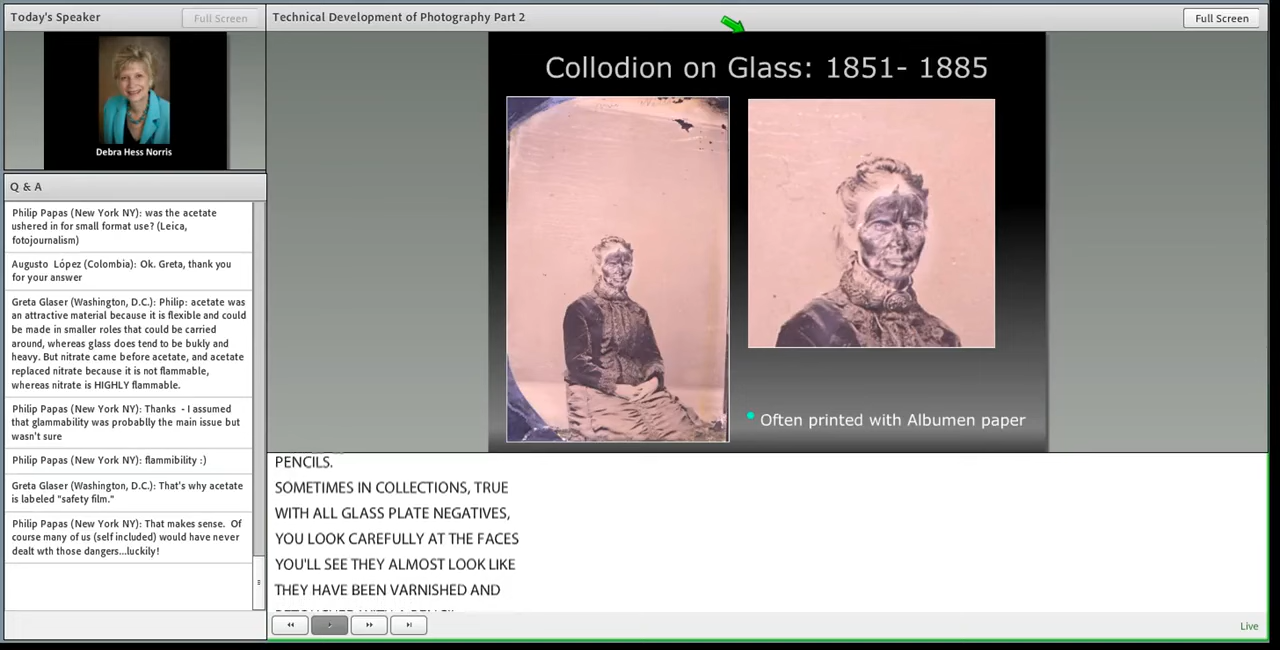 Today's Speaker
Full Screen
Technical Development of Photography Part 2
Full Screen
Debra Hess Norris
Q & A
Philip Papas (New York NY): was the acetate
ushered in for small format use? (Leica,
fotojournalism)
Augusto López (Colombia): Ok. Greta, thank you
for your answer
Greta Glaser (Washington, D.C.): Philip: acetate was
an attractive material because it is flexible and could
be made in smaller roles that could be carried
around, whereas glass does tend to be bukly and
heavy. But nitrate came before acetate, and acetate
replaced nitrate because it is not flammable,
whereas nitrate is HIGHLY flammable.
Philip Papas (New York NY): Thanks - I assumed
that glammability was probablly the main issue but
wasn't sure
Philip Papas (New York NY): flammibility :)
Greta Glaser (Washington, D.C.): That's why acetate
is labeled "safety film."
Philip Papas (New York NY): That makes sense. Of
course many of us (self included) would have never
dealt wth those dangers...luckily!
Collodion on Glass: 1851- 1885
Often printed with Albumen paper
PENCILS.
SOMETIMES IN COLLECTIONS, TRUE
WITH ALL GLASS PLATE NEGATIVES,
YOU LOOK CAREFULLY AT THE FACES
YOU'LL SEE THEY ALMOST LOOK LIKE
THEY HAVE BEEN VARNISHED AND
Live